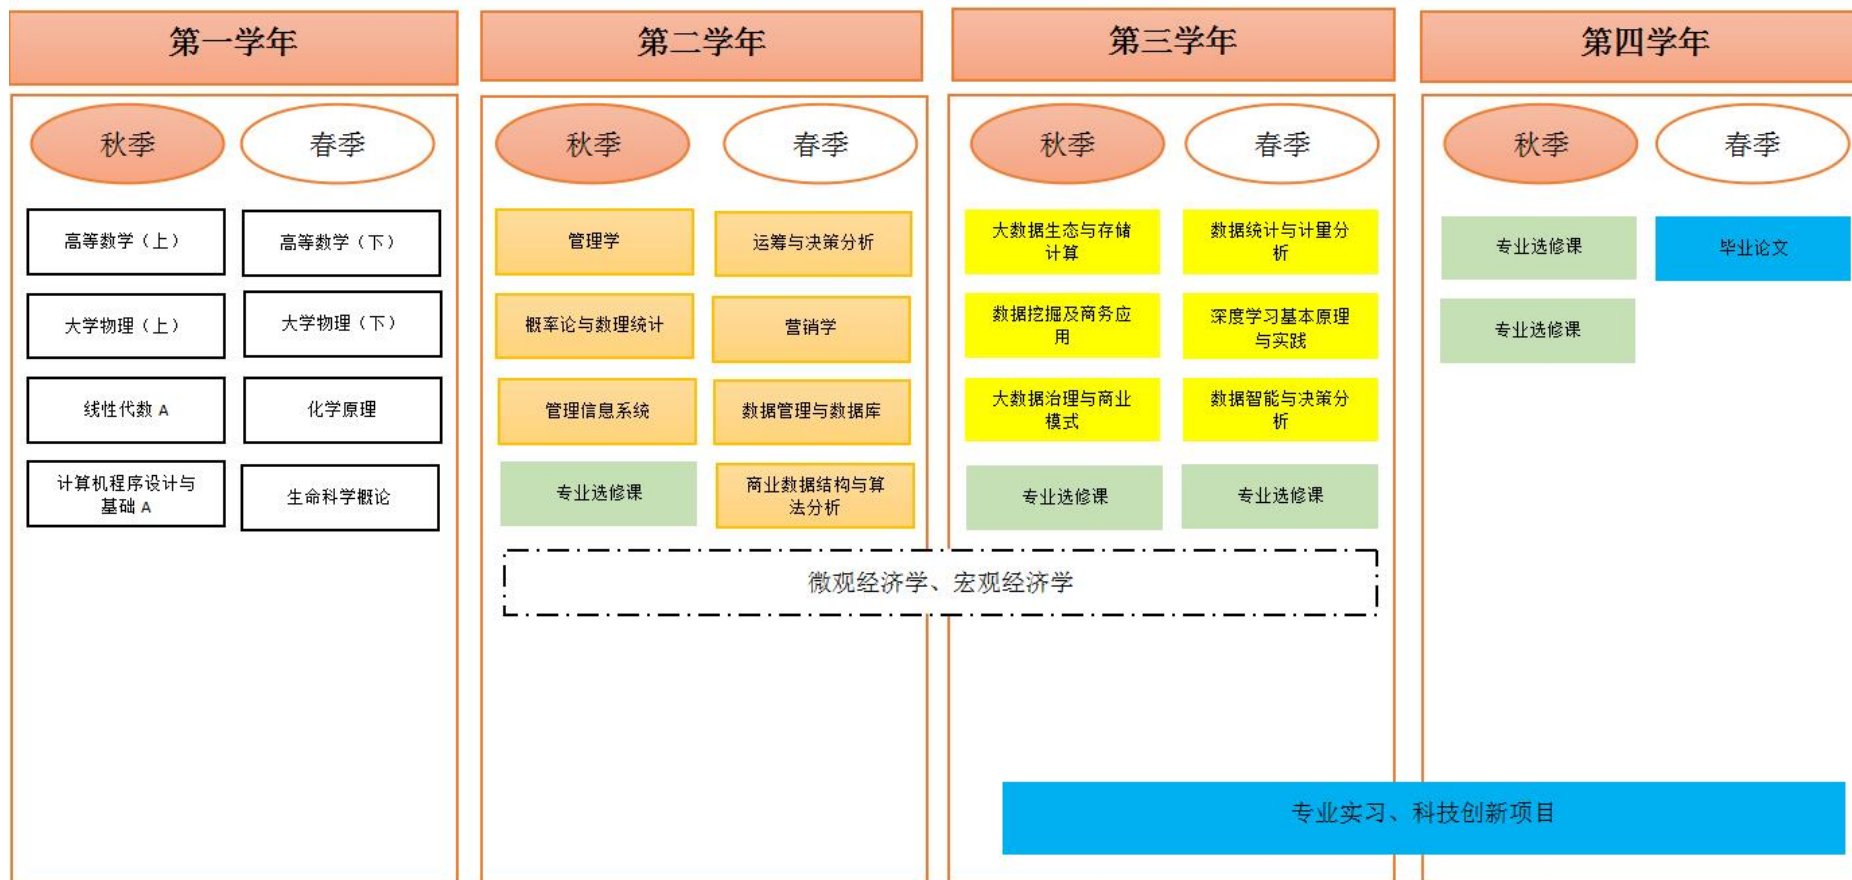 第一学年
秋季
春季
高等数学（上）
高等数学（下）
大学物理（上）
大学物理（下）
线性代数 A
化学原理
计算机程序设计与
基础 A
生命科学概论
第二学年
秋季
春季
管理学
运筹与决策分析
概率论与数理统计
营销学
管理信息系统
数据管理与数据库
专业选修课
商业数据结构与算
法分析
第三学年
秋季
春季
大数据生态与存储
计算
数据统计与计量分
析
数据挖掘及商务应
用
深度学习基本原理
与实践
大数据治理与商业
模式
数据智能与决策分
析
专业选修课
专业选修课
微观经济学、宏观经济学
第四学年
秋季
春季
专业选修课
毕业论文
专业选修课
专业实习、科技创新项目